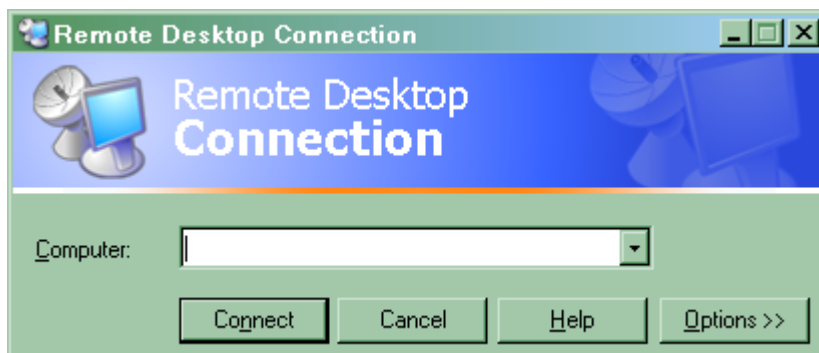 Remote Desktop Connection
Remote Desktop
Connection
Computer:
Connect Cancel Help Options >>